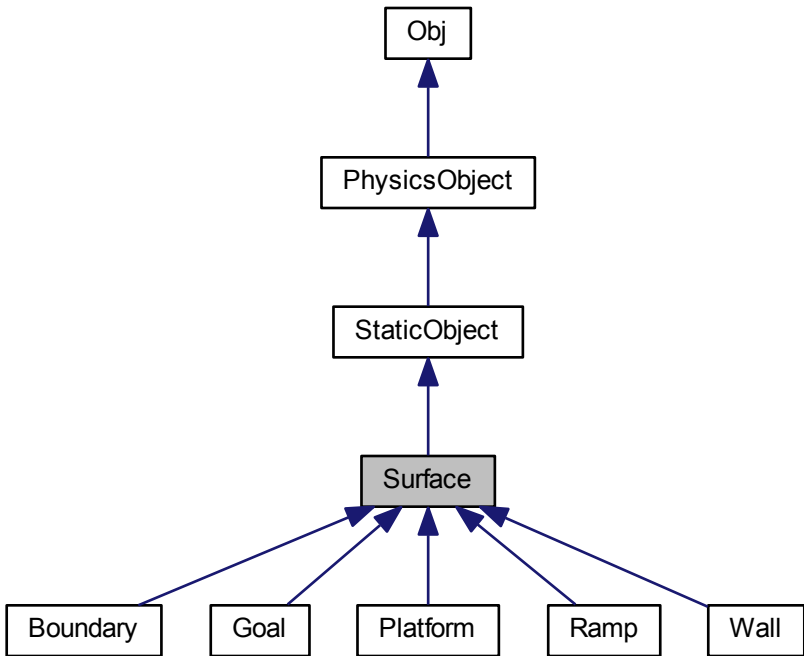 Obj
PhysicsObject
StaticObject
Surface
Boundary
Goal
Platform
Ramp
Wall